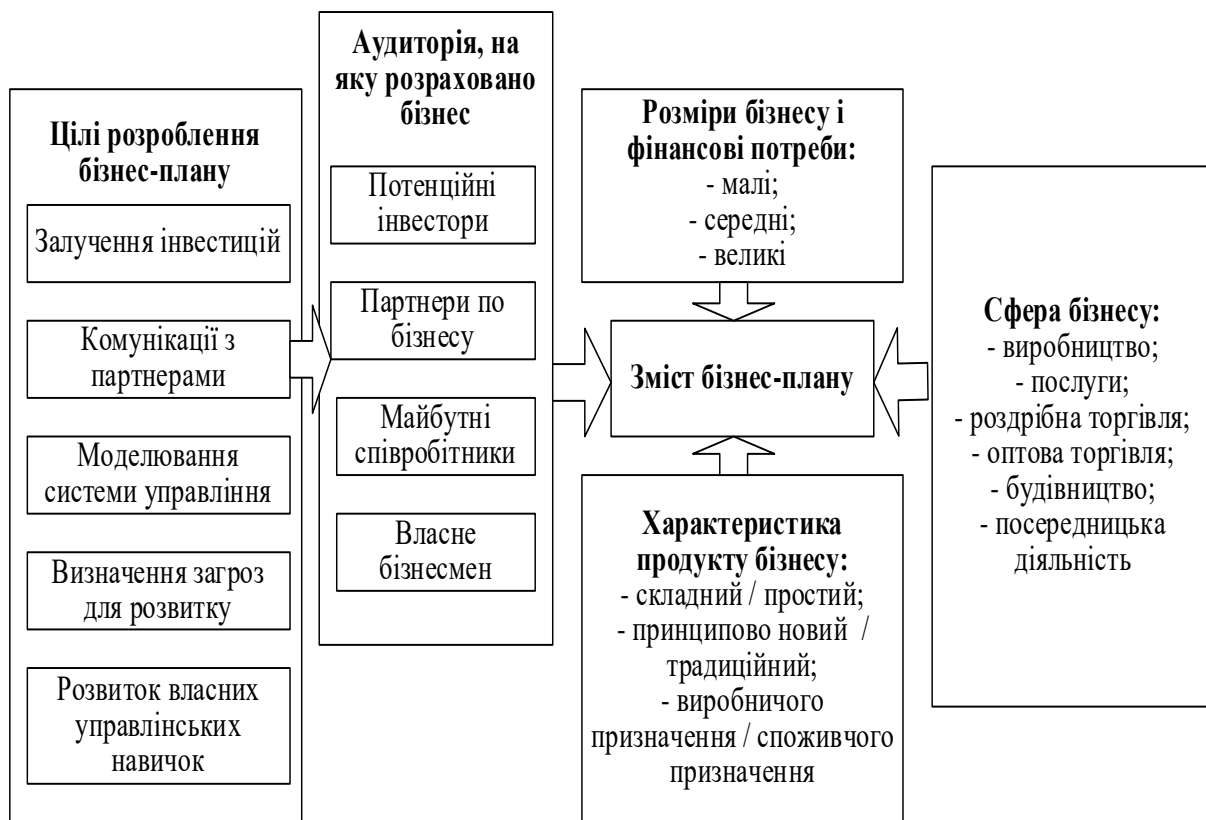 Цілі розроблення
бізнес-плану
Залучення інвестицій
Комунікації з
партнерами
Моделювання
системи управління
Визначення загроз
для розвитку
Розвиток власних
управлінських
навичок
Аудиторія, на
яку розраховано
бізнес
Потенційні
інвестори
Партнери по
бізнесу
Майбутні
співробітники
Власне
бізнесмен
Розміри бізнесу і
фінансові потреби:
- малі;
- середні;
- великі
Зміст бізнес-плану
Характеристика
продукту бізнесу:
- складний / простий;
- принципово новий /
традиційний;
- виробничого
призначення / споживчого
призначення
Сфера бізнесу:
- виробництво;
- послуги;
- роздрібна торгівля;
- оптова торгівля;
- будівництво;
- посередницька
діяльність